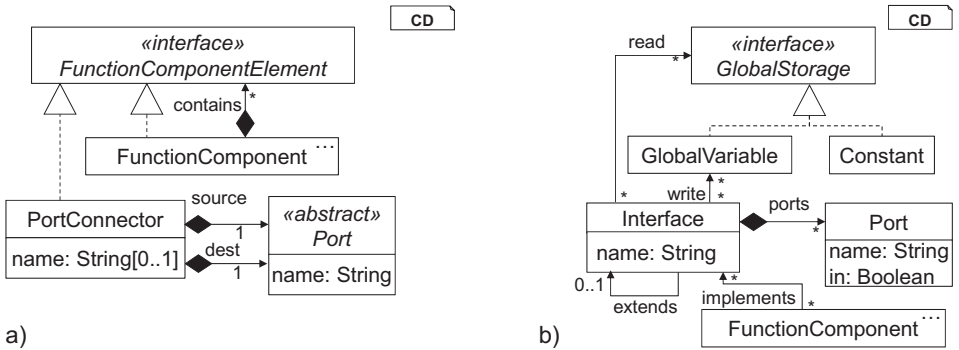 CD
«interface»
FunctionComponentElement
contains
*
FunctionComponent
...
PortConnector
name: String[0..1]
source
1
dest
1
«abstract»
Port
name: String
a)
CD
read
*
«interface»
GlobalStorage
GlobalVariable
Constant
*
write
*
*
Interface
name: String
ports
*
Port
name: String
in: Boolean
0..1
extends
*
implements
*
FunctionComponent
...
b)